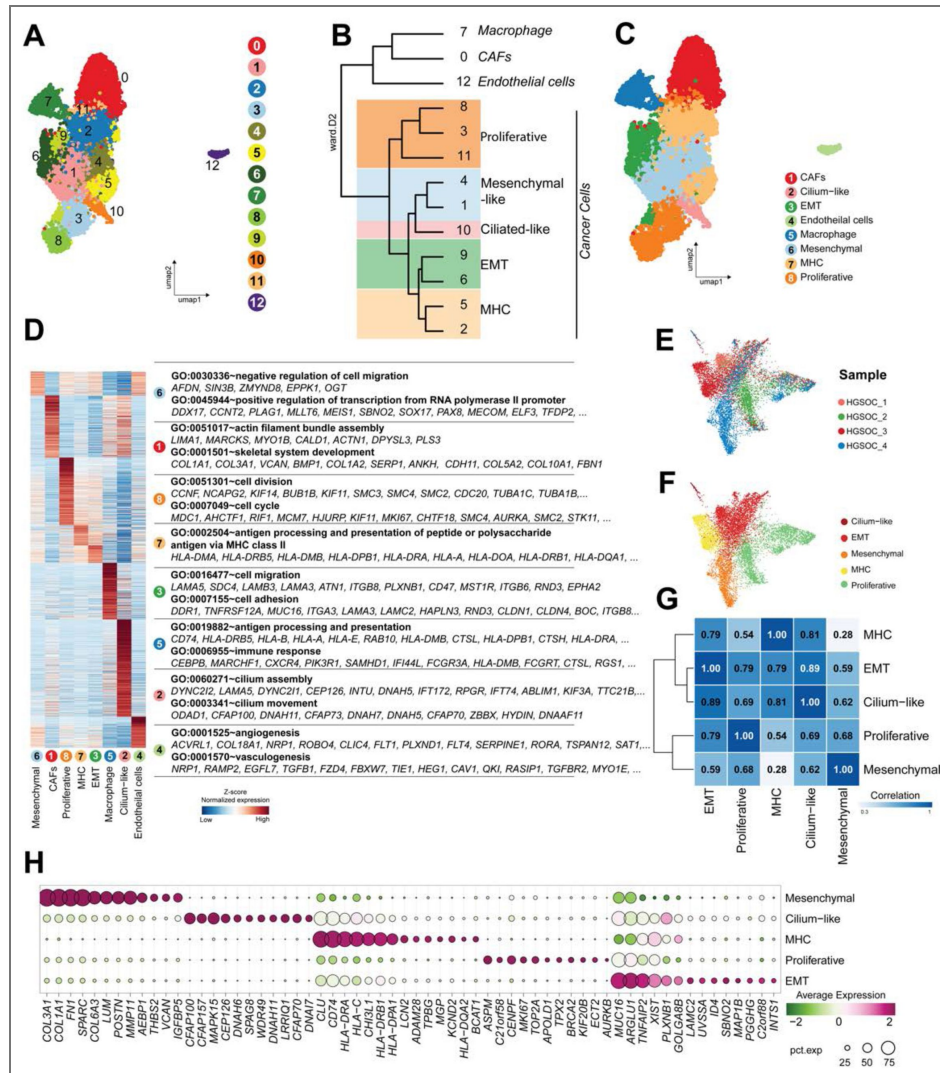 A
0
7
11
2
9
6
1
4
5
12
10
3
8
umap2
umap1
0
1
2
3
4
5
6
7
8
9
10
11
12
B
ward.D2
7 Macrophage
0 CAFs
12 Endothelial cells
8
3
11
Proliferative
4
1
Mesenchymal
-like
10
Ciliated-like
9
6
EMT
5
2
MHC
Cancer Cells
C
umap2
umap1
1 CAFs
2 Cilium-like
3 EMT
4 Endotheilal cells
5 Macrophage
6 Mesenchymal
7 MHC
8 Proliferative
D
6
GO:0030336~negative regulation of cell migration
AFDN, SIN3B, ZMYND8, EPPK1, OGT
GO:0045944~positive regulation of transcription from RNA polymerase II promoter
DDX17, CCNT2, PLAG1, MLLT6, MEIS1, SBNO2, SOX17, PAX8, MECOM, ELF3, TFDP2, ...
1
GO:0051017~actin filament bundle assembly
LIMA1, MARCKS, MYO1B, CALD1, ACTN1, DPYSL3, PLS3
GO:0001501~skeletal system development
COL1A1, COL3A1, VCAN, BMP1, COL1A2, SERP1, ANKH, CDH11, COL5A2, COL10A1, FBN1
8
GO:0051301~cell division
CCNF, NCAPG2, KIF14, BUB1B, KIF11, SMC3, SMC4, SMC2, CDC20, TUBA1C, TUBA1B,...
GO:0007049~cell cycle
MDC1, AHCTF1, RIF1, MCM7, HJURP, KIF11, MKI67, CHTF18, SMC4, AURKA, SMC2, STK11, ...
7
GO:0002504~antigen processing and presentation of peptide or polysaccharide
antigen via MHC class II
HLA-DMA, HLA-DRB5, HLA-DMB, HLA-DPB1, HLA-DRA, HLA-A, HLA-DOA, HLA-DRB1, HLA-DQA1, ...
3
GO:0016477~cell migration
LAMA5, SDC4, LAMB3, LAMA3, ATN1, ITGB8, PLXNB1, CD47, MST1R, ITGB6, RND3, EPHA2
GO:0007155~cell adhesion
DDR1, TNFRSF12A, MUC16, ITGA3, LAMA3, LAMC2, HAPLN3, RND3, CLDN1, CLDN4, BOC, ITGB8...
5
GO:0019882~antigen processing and presentation
CD74, HLA-DRB5, HLA-B, HLA-A, HLA-E, RAB10, HLA-DMB, CTSL, HLA-DPB1, CTSH, HLA-DRA, ...
GO:0006955~immune response
CEBPB, MARCHF1, CXCR4, PIK3R1, SAMHD1, IFI44L, FCGR3A, HLA-DMB, FCGRT, CTSL, RGS1, ...
2
GO:0060271~cilium assembly
DYNC2I2, LAMA5, DYNC2I1, CEP126, INTU, DNAH5, IFT172, RPGR, IFT74, ABLIM1, KIF3A, TTC21B,...
GO:0003341~cilium movement
ODAD1, CFAP100, DNAH11, CFAP73, DNAH7, DNAH5, CFAP70, ZBBX, HYDIN, DNAAF11
4
GO:0001525~angiogenesis
ACVRL1, COL18A1, NRP1, ROBO4, CLIC4, FLT1, PLXND1, FLT4, SERPINE1, RORA, TSPAN12, SAT1,...
GO:0001570~vasculogenesis
NRP1, RAMP2, EGFL7, TGFB1, FZD4, FBXW7, TIE1, HEG1, CAV1, QKI, RASIP1, TGFBR2, MYO1E, ...
6 1 8 7 3 5 2 4
Mesenchymal
CAFs
Proliferative
MHC
EMT
Macrophage
Cilium-like
Endotheilal cells
Z-score
Normalized expression
Low High
E
Sample
HGSOC_1
HGSOC_2
HGSOC_3
HGSOC_4
F
Cilium-like
EMT
Mesenchymal
MHC
Proliferative
G
0.79 0.54 1.00 0.81 0.28 MHC
1.00 0.79 0.79 0.89 0.59 EMT
0.89 0.69 0.81 1.00 0.62 Cilium-like
0.79 1.00 0.54 0.69 0.68 Proliferative
0.59 0.68 0.28 0.62 1.00 Mesenchymal
EMT
Proliferative
MHC
Cilium-like
Mesenchymal
Correlation
0.3 1
H
Mesenchymal
Cilium-like
MHC
Proliferative
EMT
COL3A1
COL1A1
FN1
SPARC
COL6A3
LUM
POSTN
MMP11
AEBP1
THBS2
VCAN
IGFBP5
CFAP100
CFAP157
MAPK15
CEP126
DNAH6
SPAG8
WDR49
DNAH11
LRRIQ1
CFAP70
DNAI7
CLU
CD74
HLA-DRA
HLA-C
CHI3L1
HLA-DRB1
HLA-DPA1
LCN2
ADAM28
TPBG
MGP
KCND2
HLA-DQA2
BCAT1
ASPM
C21orf58
CENPF
MKI67
TOP2A
APOLD1
TPX2
BRCA2
KIF20B
ECT2
AURKB
MUC16
ARGLU1
TNFAIP2
XIST
PLXNB1
GOLGA8B
LAMC2
UVSSA
SBNO2
MAP1B
PGGHG
C2orf88
INTS1
Average Expression
−2 0 2
pct.exp
25 50 75